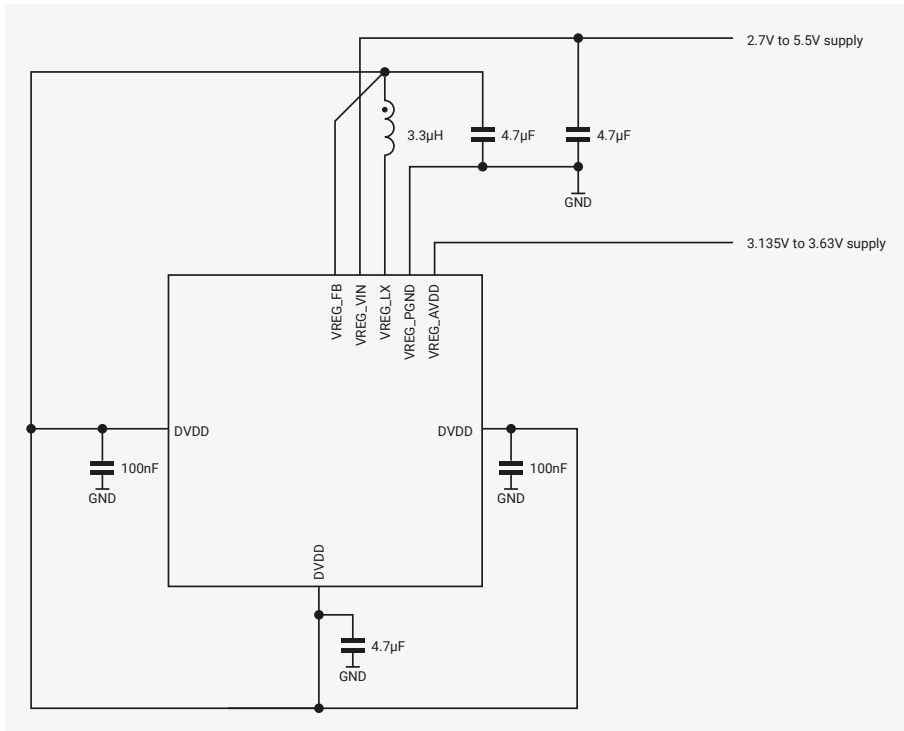 2.7V to 5.5V supply
3.3µH
4.7µF
4.7µF
GND
3.135V to 3.63V supply
VREG_FB
VREG_VIN
VREG_LX
VREG_PGND
VREG_AVDD
DVDD
DVDD
100nF
100nF
GND
GND
DVDD
4.7µF
GND